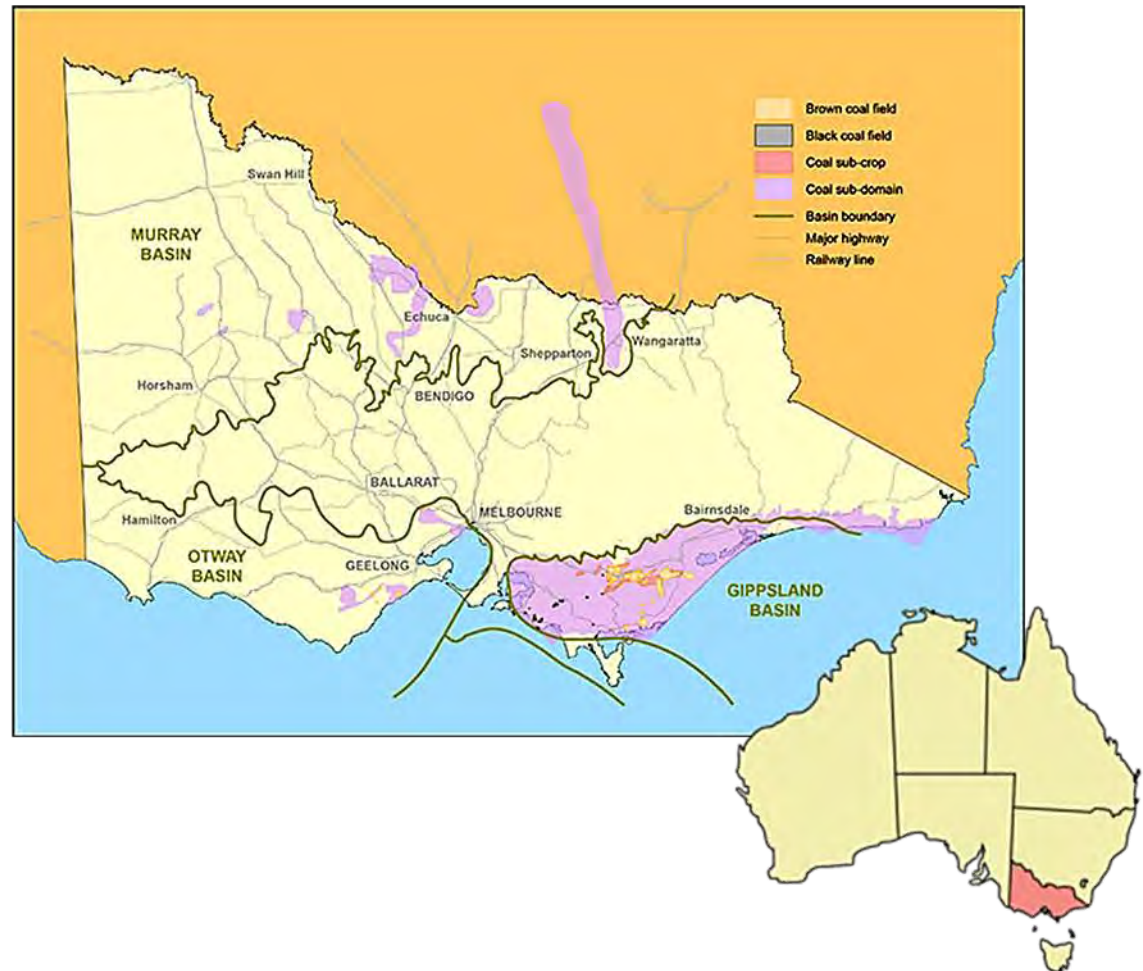 Brown coal field
Black coal field
Coal sub-crop
Coal sub-domain
Basin boundary
Major highway
Railway line
Swan Hill
MURRAY
BASIN
Echuca
Shepparton
Wangaratta
Horsham
BENDIGO
BALLARAT
MELBOURNE
Bairnsdale
Hamilton
OTWAY
BASIN
GEELONG
GIPPSLAND
BASIN